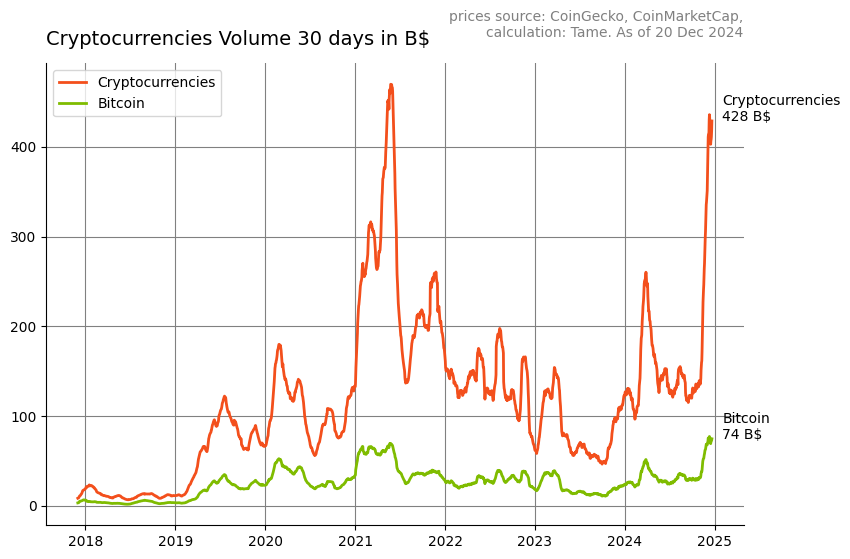 prices source: CoinGecko, CoinMarketCap,
calculation: Tame. As of 20 Dec 2024
Cryptocurrencies Volume 30 days in B$
Cryptocurrencies
Bitcoin
Cryptocurrencies
428 B$
Bitcoin
74 B$
400
300
200
100
0
2018 2019 2020 2021 2022 2023 2024 2025